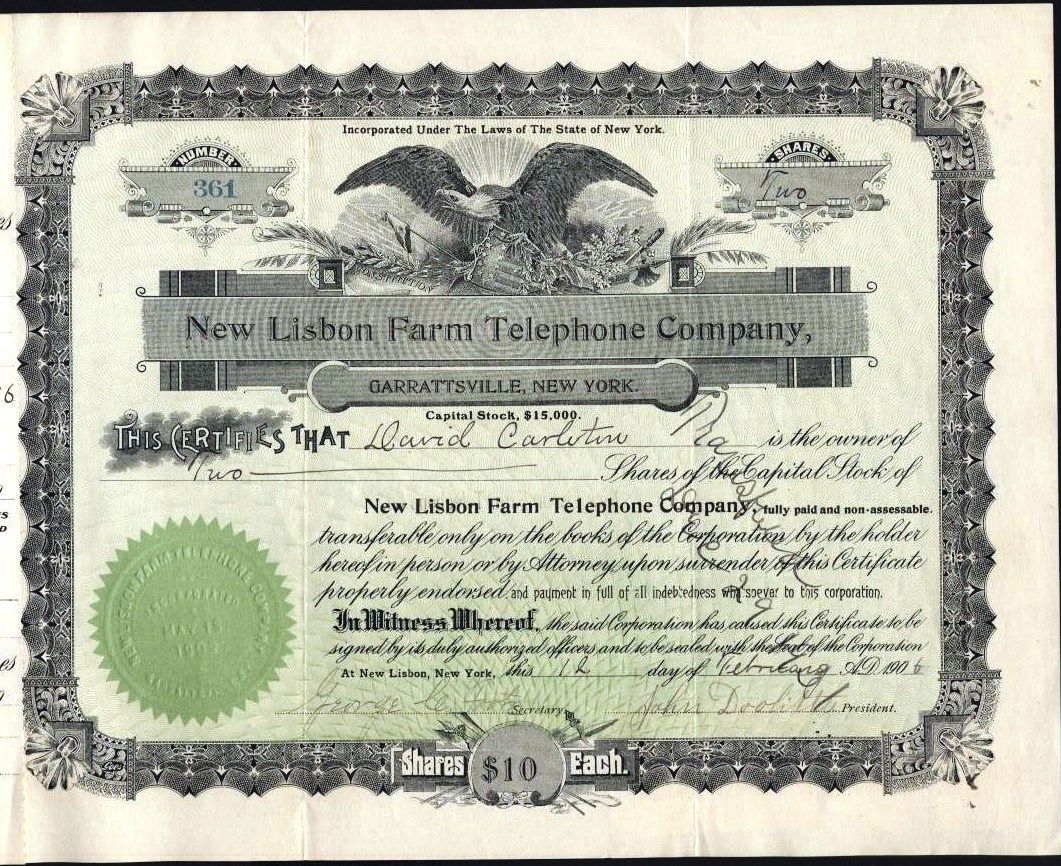 Incorporated Under The Laws of The State of New York.
NUMBER
361
SHARES
Two
New Lisbon Farm Telephone Company,
GARRATTSVILLE, NEW YORK.
Capital Stock, $15,000.
THIS CERTIFIES THAT David Carleton is the owner of
Two Shares of the Capital Stock of
New Lisbon Farm Telephone Company, fully paid and non-assessable.
transferable only on the books of the Corporation by the holder
hereof in person or by Attorney upon surrender of this Certificate
properly endorsed, and payment in full of all indebtedness whatsoever to this corporation.
In Witness Whereof, the said Corporation has caused this Certificate to be
signed by its duly authorized officers and to be sealed with the Seal of the Corporation
At New Lisbon, New York, this 12 day of February A.D. 1906
George Secretary John President.
Shares $10 Each.
Transferred